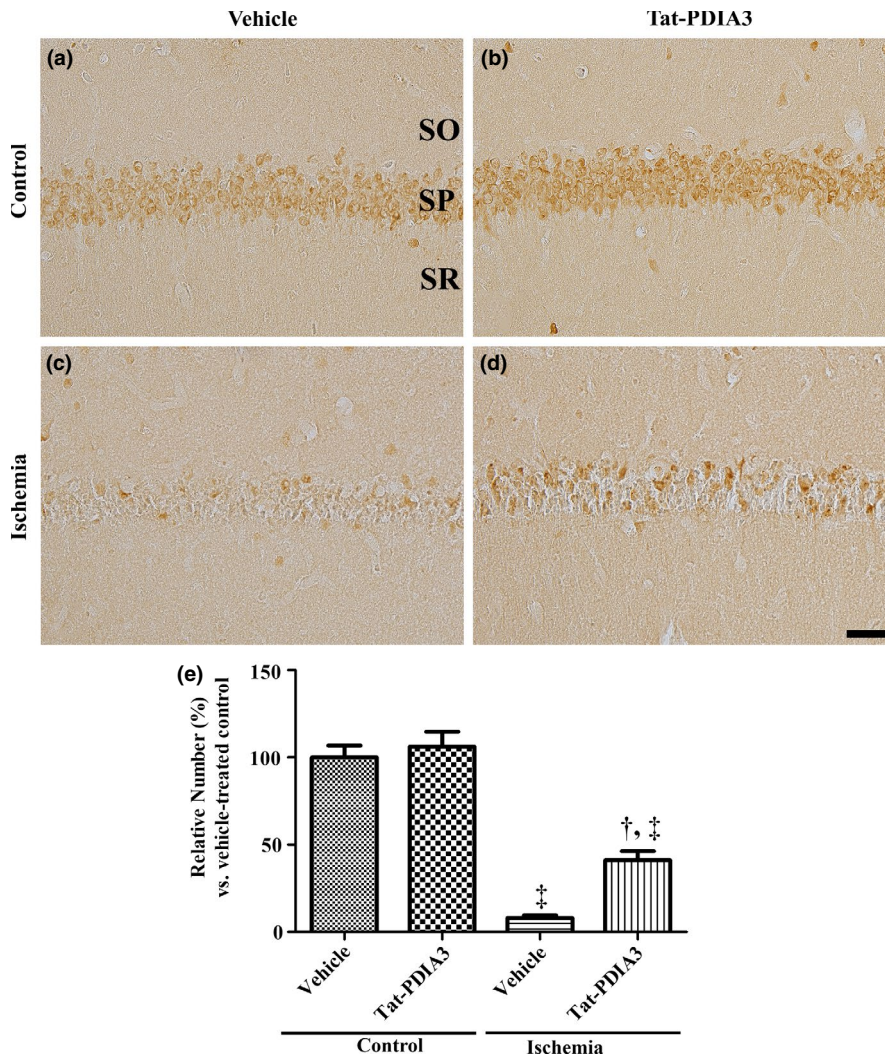 Vehicle
Tat-PDIA3
Control
(a)
SO
SP
SR
(b)
Ischemia
(c)
(d)
(e)
Relative Number (%)
vs. vehicle-treated control
150
100
50
0
‡
†, ‡
Vehicle
Tat-PDIA3
Vehicle
Tat-PDIA3
Control
Ischemia